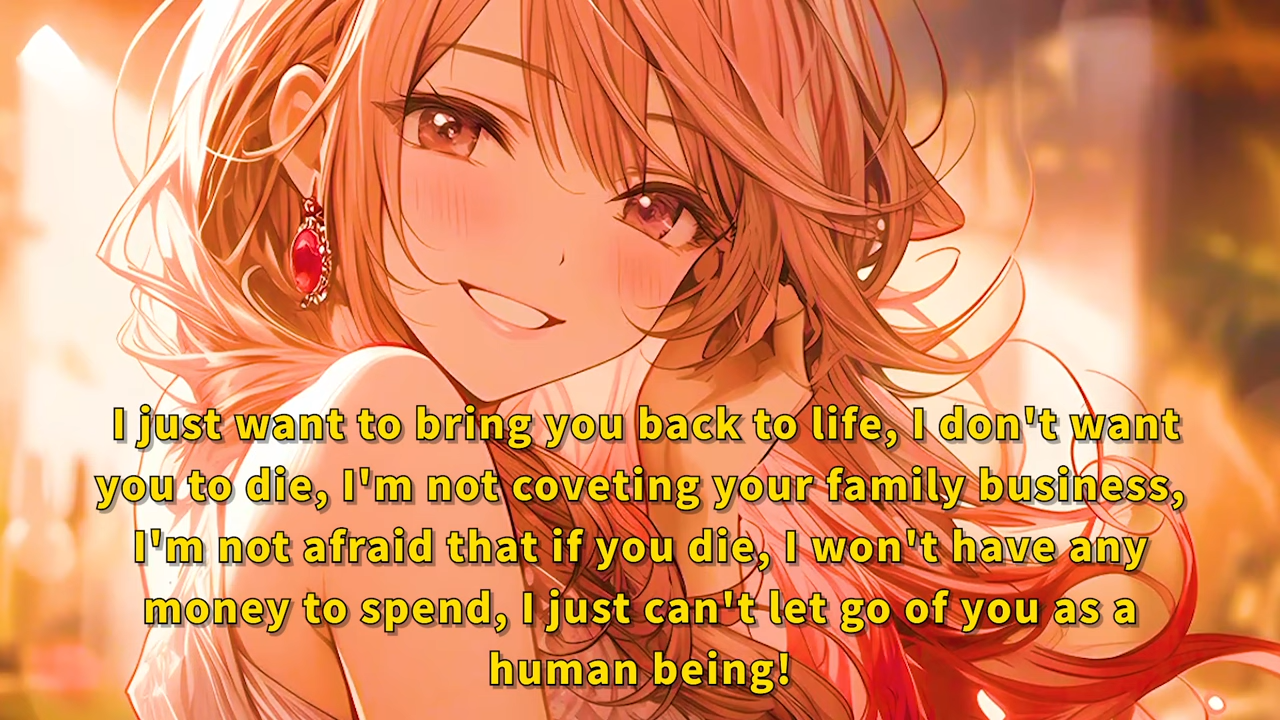 I just want to bring you back to life, I don't want
you to die, I'm not coveting your family business,
I'm not afraid that if you die, I won't have any
money to spend, I just can't let go of you as a
human being!